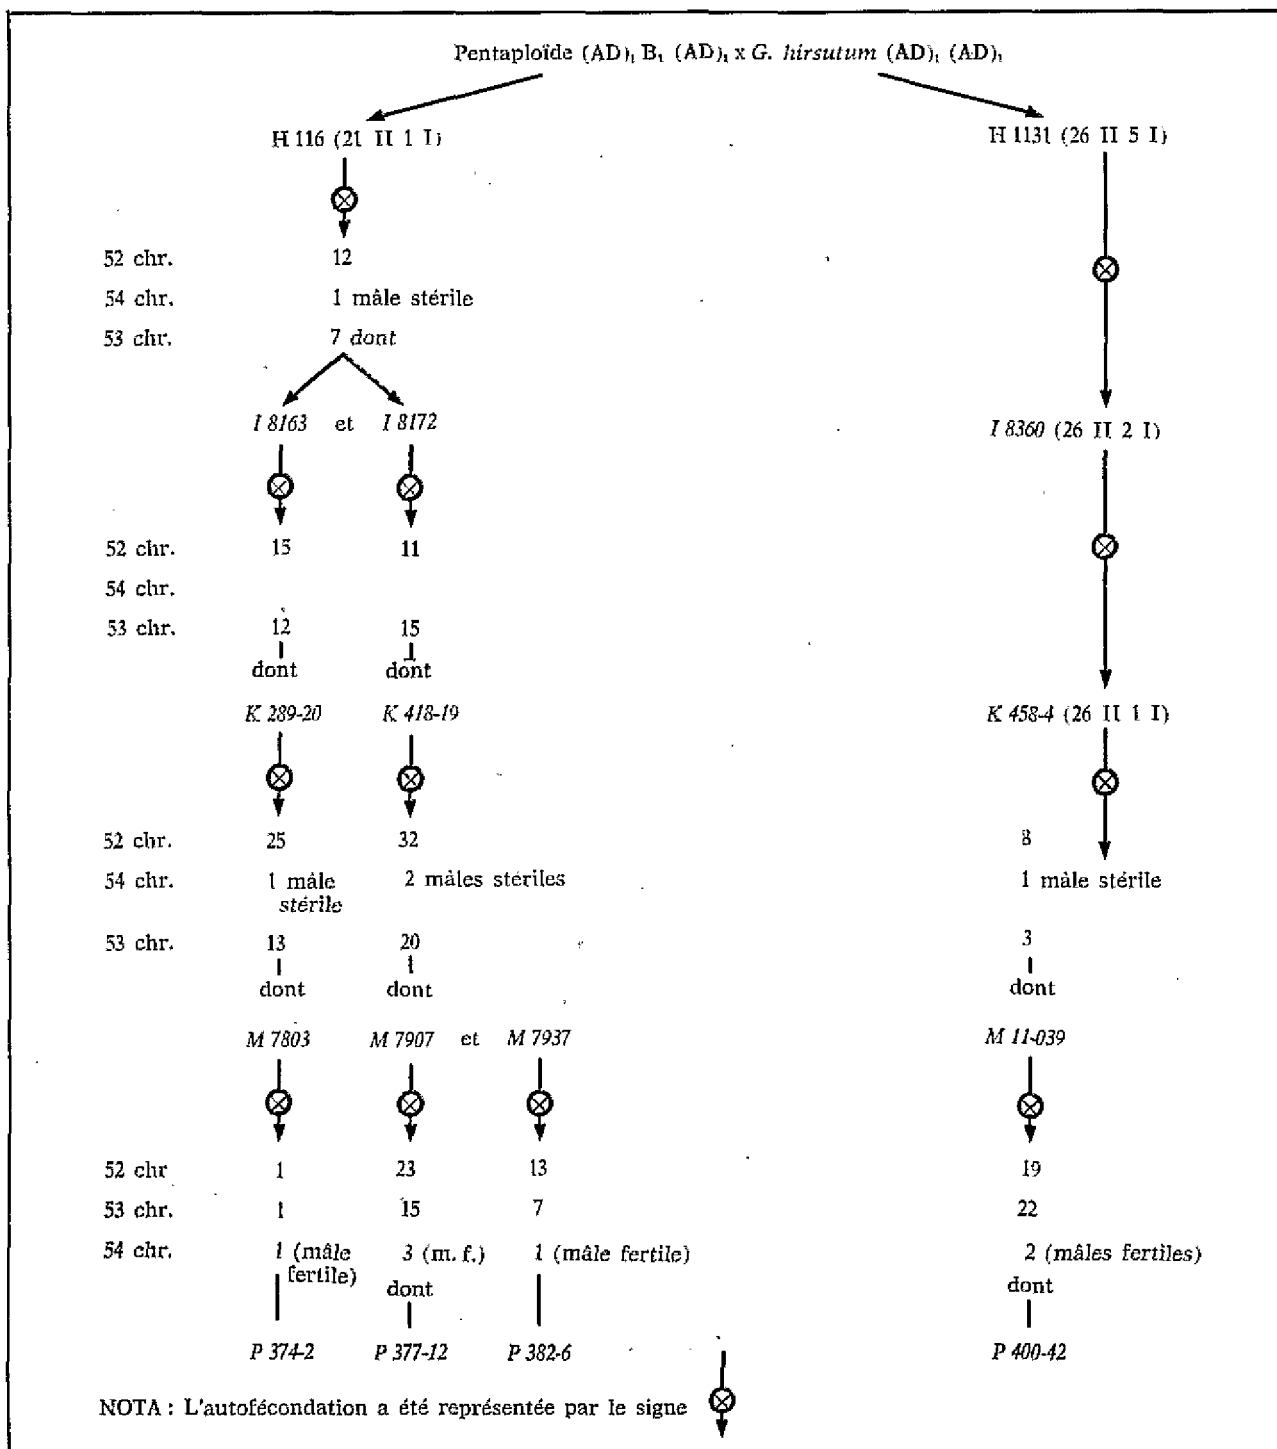 Pentaploïde (AD)₁ B₁ (AD)₁ x G. hirsutum (AD)₁ (AD)₁
H 116 (21 II 1 I) H 1131 (26 II 5 I)
52 chr. 12
54 chr. 1 mâle stérile
53 chr. 7 dont
I 8163 et I 8172 I 8360 (26 II 2 I)
52 chr. 15 11
54 chr.
53 chr. 12 15
dont dont
K 289-20 K 418-19 K 458-4 (26 II 1 I)
52 chr. 25 32 8
54 chr. 1 mâle 2 mâles stériles 1 mâle stérile
stérile
53 chr. 13 20 3
dont dont dont
M 7803 M 7907 et M 7937 M 11-039
52 chr 1 23 13 19
53 chr. 1 15 7 22
54 chr. 1 (mâle 3 (m. f.) 1 (mâle fertile) 2 (mâles fertiles)
fertile) dont dont
P 374-2 P 377-12 P 382-6 P 400-42
NOTA : L'autofécondation a été représentée par le signe